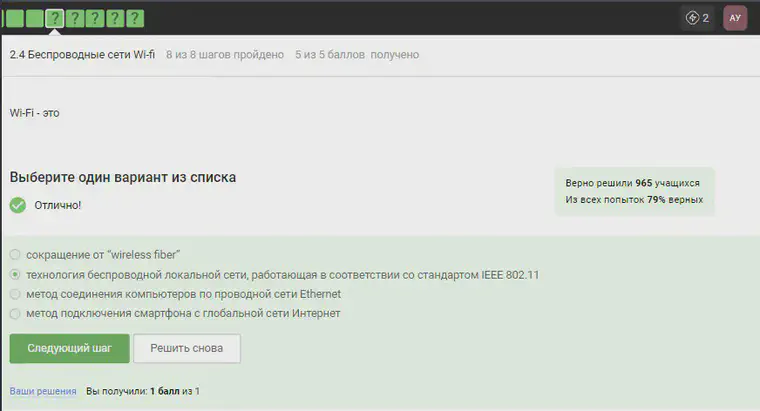 ? ? ? ? ?
2
АУ
2.4 Беспроводные сети Wi-fi 8 из 8 шагов пройдено 5 из 5 баллов получено
Wi-Fi - это
Выберите один вариант из списка
Отлично!
Верно решили 965 учащихся
Из всех попыток 79% верных
сокращение от “wireless fiber”
технология беспроводной локальной сети, работающая в соответствии со стандартом IEEE 802.11
метод соединения компьютеров по проводной сети Ethernet
метод подключения смартфона с глобальной сети Интернет
Следующий шаг
Решить снова
Ваши решения Вы получили: 1 балл из 1